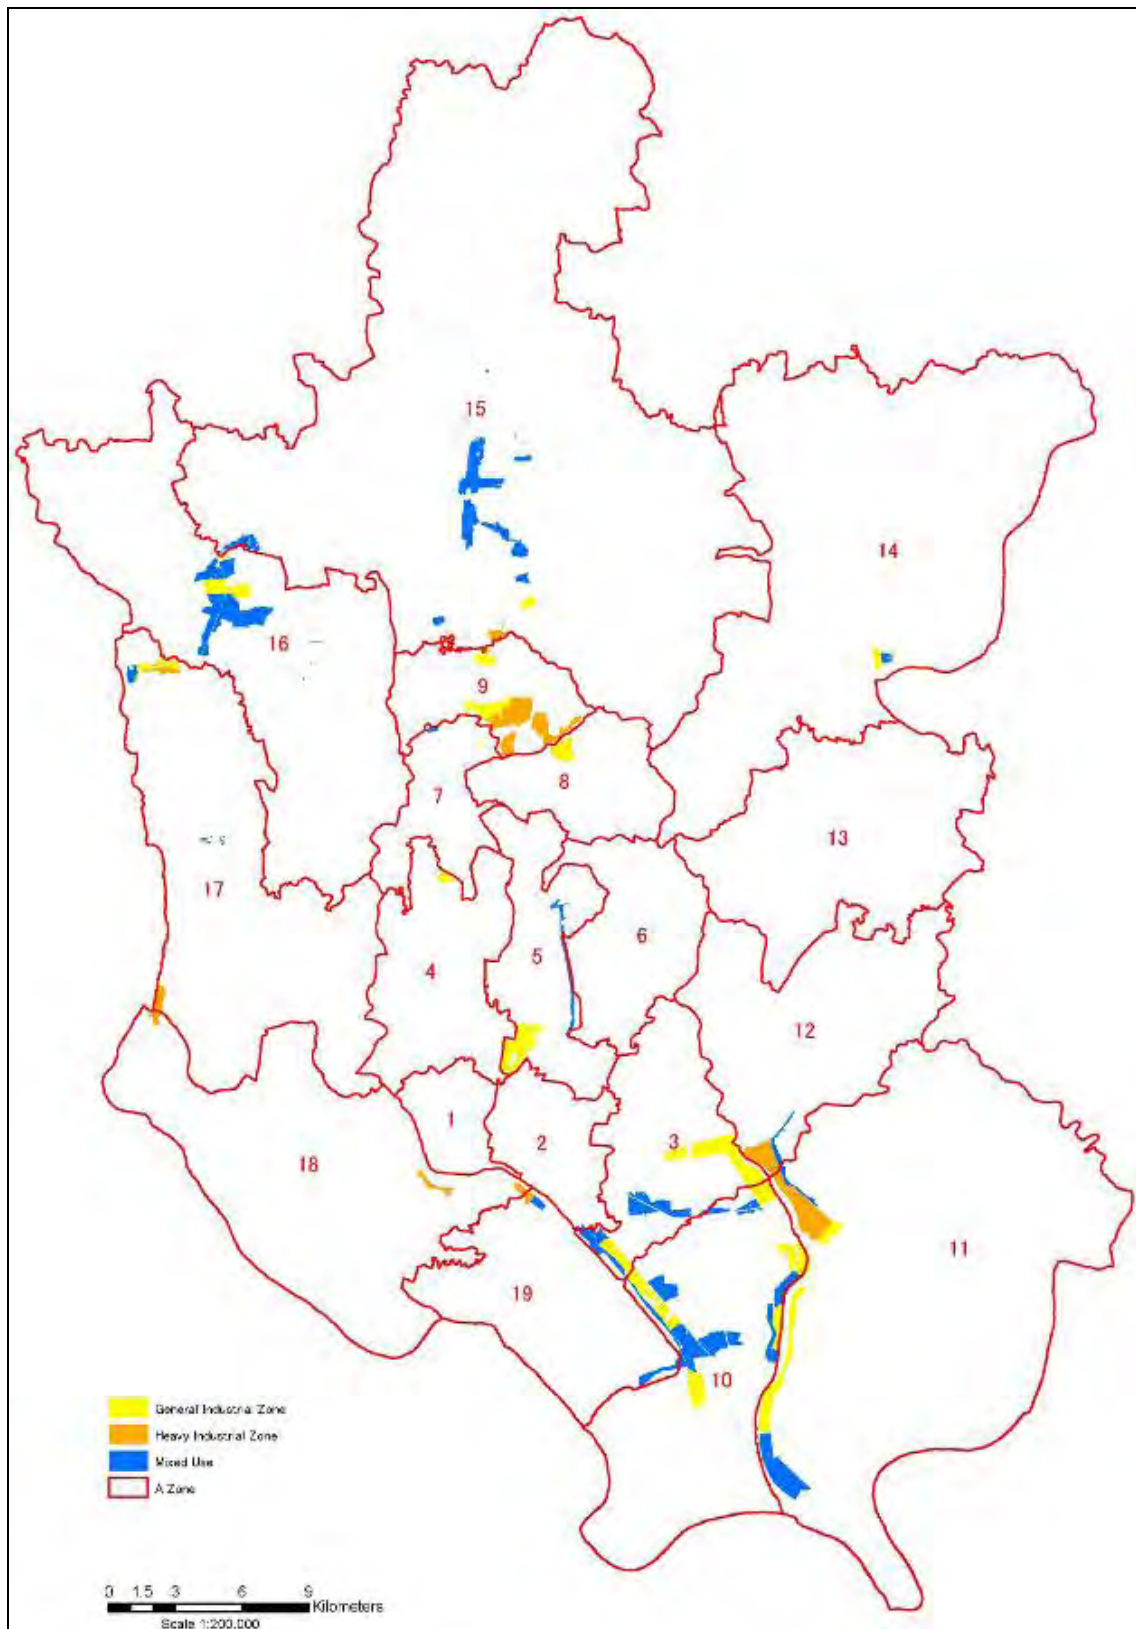 15
14
16
9
8
7
13
17
6
5
4
12
1
2
3
18
11
19
10
General Industrial Zone
Heavy Industrial Zone
Mixed Use
A Zone
0 1.5 3 6 9
Kilometers
Scale 1:200.000